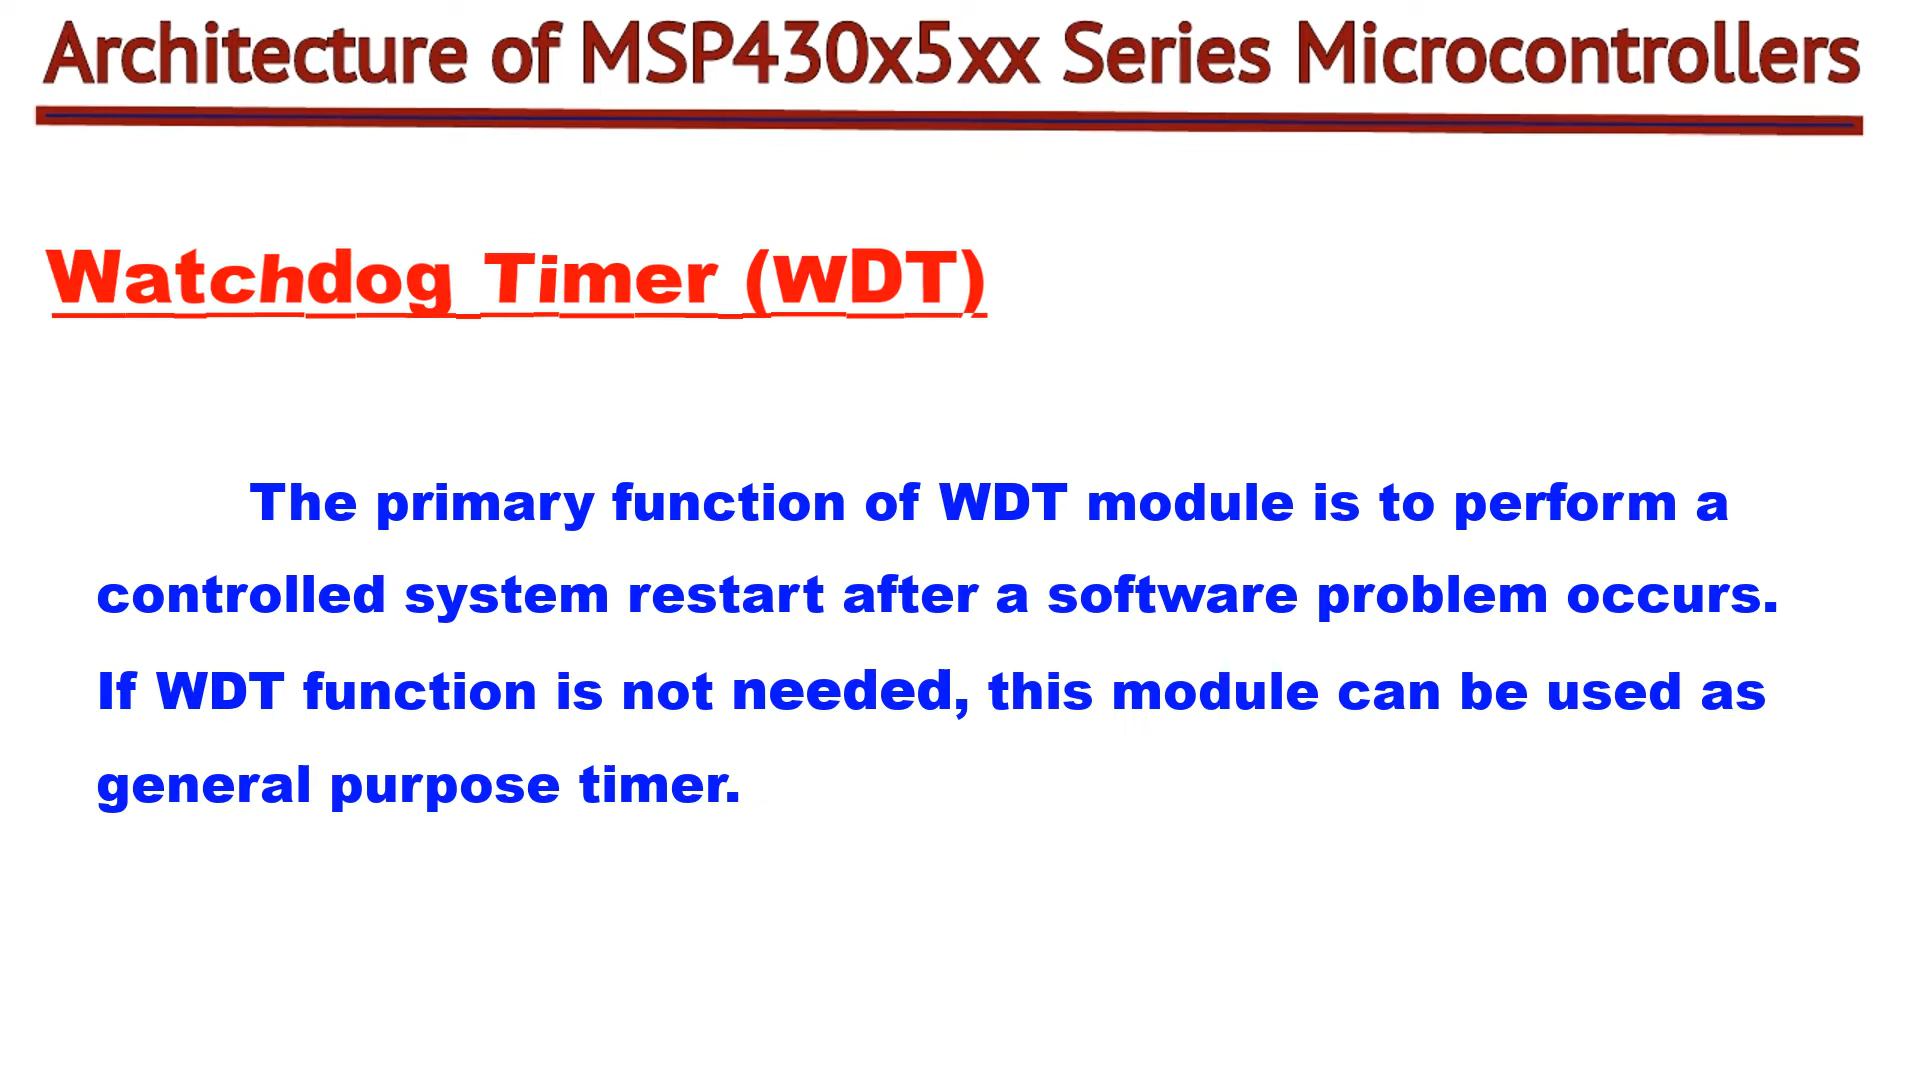 Architecture of MSP430x5xx Series Microcontrollers
Watchdog Timer (WDT)
The primary function of WDT module is to perform a
controlled system restart after a software problem occurs.
If WDT function is not needed, this module can be used as
general purpose timer.